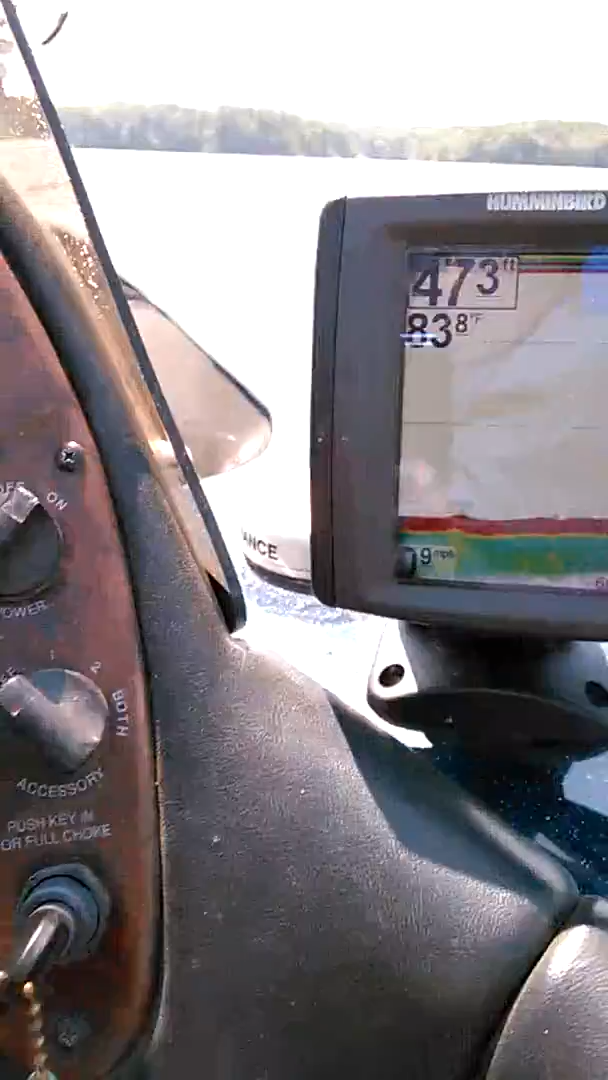 HUMMINBIRD
473 ft
83 8 °F
OFF ON
POWER
ANCE
9 mph
1 2
BOTH
ACCESSORY
PUSH KEY IN
OR FULL CHOKE